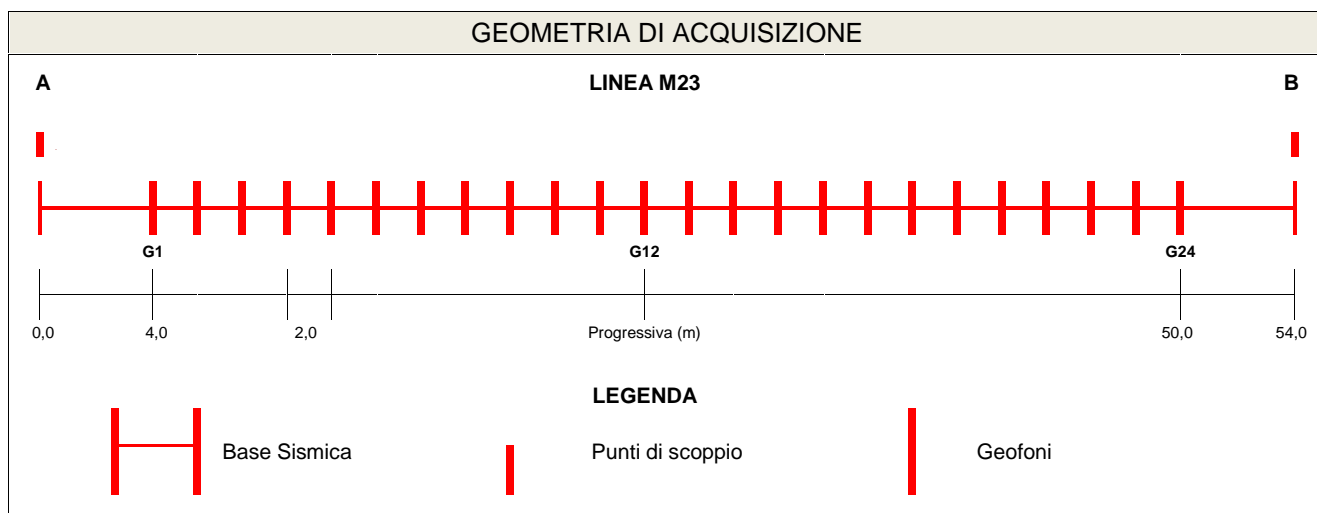 GEOMETRIA DI ACQUISIZIONE
A LINEA M23 B
G1 G12 G24
0,0 4,0 2,0 Progressiva (m) 50,0 54,0
LEGENDA
Base Sismica Punti di scoppio Geofoni